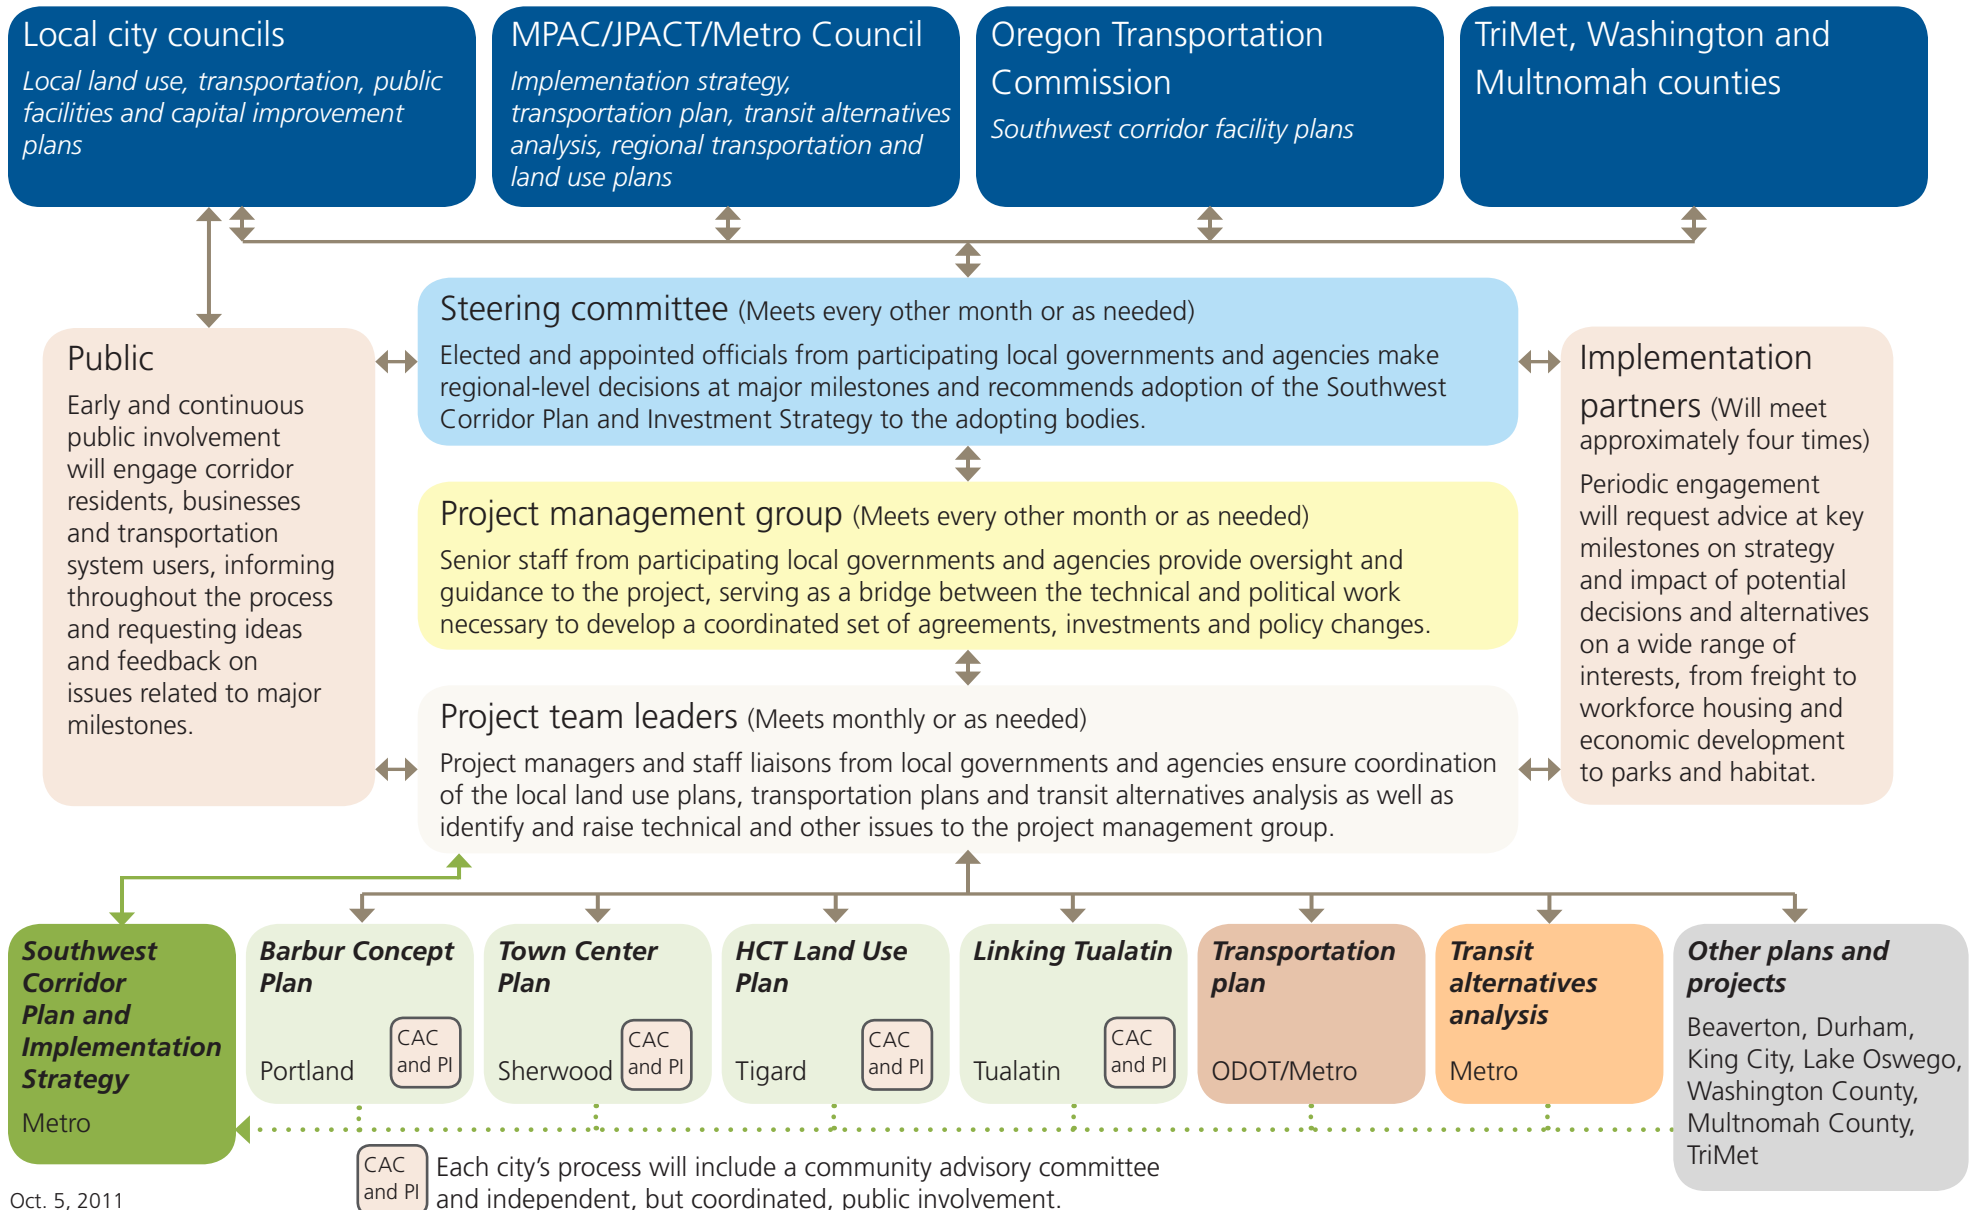 Local city councils
Local land use, transportation, public
facilities and capital improvement
plans
MPAC/JPACT/Metro Council
Implementation strategy,
transportation plan, transit alternatives
analysis, regional transportation and
land use plans
Oregon Transportation
Commission
Southwest corridor facility plans
TriMet, Washington and
Multnomah counties
Steering committee (Meets every other month or as needed)
Elected and appointed officials from participating local governments and agencies make
regional-level decisions at major milestones and recommends adoption of the Southwest
Corridor Plan and Investment Strategy to the adopting bodies.
Public
Early and continuous
public involvement
will engage corridor
residents, businesses
and transportation
system users, informing
throughout the process
and requesting ideas
and feedback on
issues related to major
milestones.
Implementation
partners (Will meet
approximately four times)
Periodic engagement
will request advice at key
milestones on strategy
and impact of potential
decisions and alternatives
on a wide range of
interests, from freight to
workforce housing and
economic development
to parks and habitat.
Project management group (Meets every other month or as needed)
Senior staff from participating local governments and agencies provide oversight and
guidance to the project, serving as a bridge between the technical and political work
necessary to develop a coordinated set of agreements, investments and policy changes.
Project team leaders (Meets monthly or as needed)
Project managers and staff liaisons from local governments and agencies ensure coordination
of the local land use plans, transportation plans and transit alternatives analysis as well as
identify and raise technical and other issues to the project management group.
Southwest
Corridor
Plan and
Implementation
Strategy
Metro
Barbur Concept
Plan
Portland
CAC
and PI
Town Center
Plan
Sherwood
CAC
and PI
HCT Land Use
Plan
Tigard
CAC
and PI
Linking Tualatin
Tualatin
CAC
and PI
Transportation
plan
ODOT/Metro
Transit
alternatives
analysis
Metro
Other plans and
projects
Beaverton, Durham,
King City, Lake Oswego,
Washington County,
Multnomah County,
TriMet
CAC
and PI
Each city's process will include a community advisory committee
and independent, but coordinated, public involvement.
Oct. 5, 2011